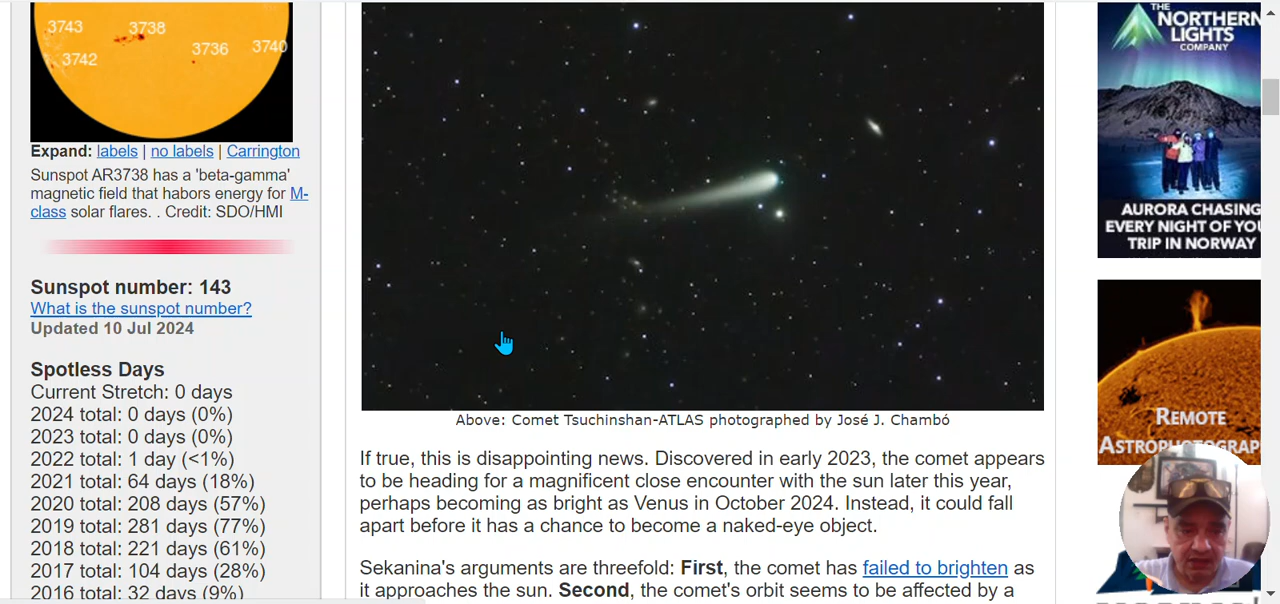 3743
3738
3742
3736
3740
Expand: labels | no labels | Carrington
Sunspot AR3738 has a 'beta-gamma'
magnetic field that habors energy for M-
class solar flares. . Credit: SDO/HMI
Sunspot number: 143
What is the sunspot number?
Updated 10 Jul 2024
Spotless Days
Current Stretch: 0 days
2024 total: 0 days (0%)
2023 total: 0 days (0%)
2022 total: 1 day (<1%)
2021 total: 64 days (18%)
2020 total: 208 days (57%)
2019 total: 281 days (77%)
2018 total: 221 days (61%)
2017 total: 104 days (28%)
2016 total: 32 days (9%)
Above: Comet Tsuchinshan-ATLAS photographed by José J. Chambó
If true, this is disappointing news. Discovered in early 2023, the comet appears
to be heading for a magnificent close encounter with the sun later this year,
perhaps becoming as bright as Venus in October 2024. Instead, it could fall
apart before it has a chance to become a naked-eye object.
Sekanina's arguments are threefold: First, the comet has failed to brighten as
it approaches the sun. Second, the comet's orbit seems to be affected by a
THE
NORTHERN
LIGHTS
COMPANY
AURORA CHASING
EVERY NIGHT OF YOU
TRIP IN NORWAY
REMOTE
ASTROPHOTOGRAP